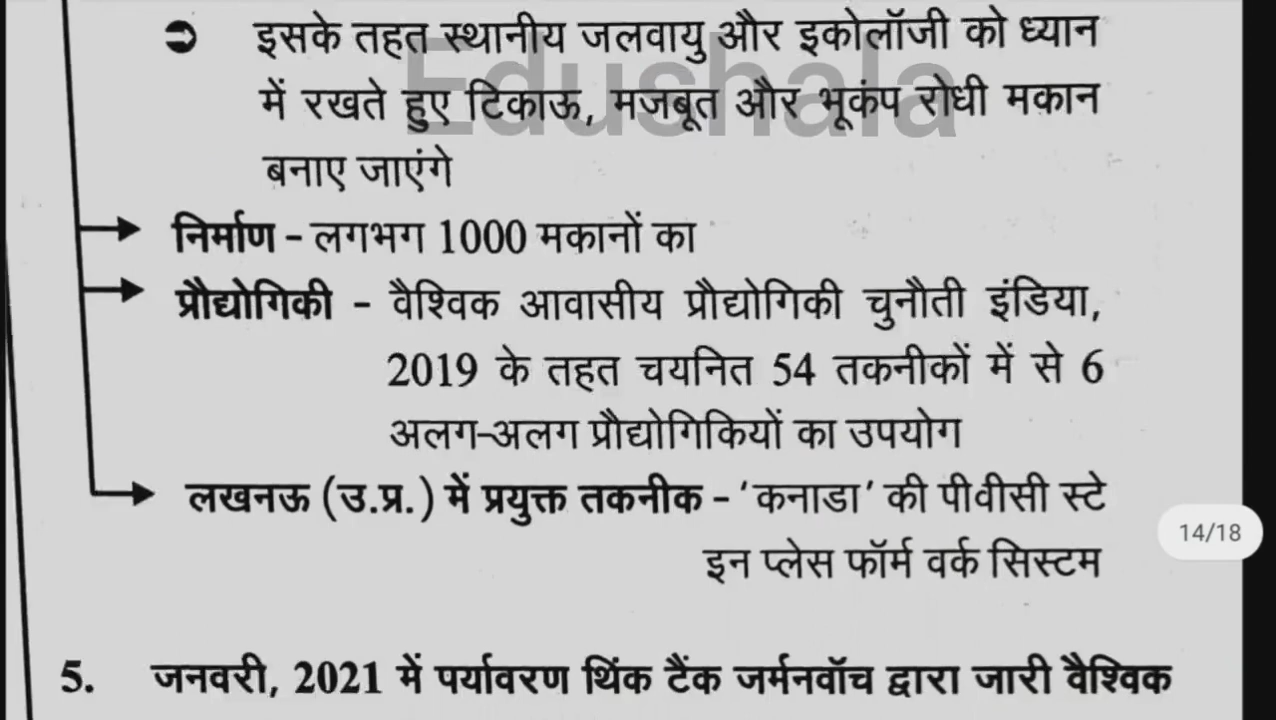 इसके तहत स्थानीय जलवायु और इकोलॉजी को ध्यान
Edushala
में रखते हुए टिकाऊ, मजबूत और भूकंप रोधी मकान
बनाए जाएंगे
निर्माण - लगभग 1000 मकानों का
प्रौद्योगिकी - वैश्विक आवासीय प्रौद्योगिकी चुनौती इंडिया,
2019 के तहत चयनित 54 तकनीकों में से 6
अलग-अलग प्रौद्योगिकियों का उपयोग
लखनऊ (उ.प्र.) में प्रयुक्त तकनीक - 'कनाडा' की पीवीसी स्टे
14/18
इन प्लेस फॉर्म वर्क सिस्टम
5. जनवरी, 2021 में पर्यावरण थिंक टैंक जर्मनवॉच द्वारा जारी वैश्विक